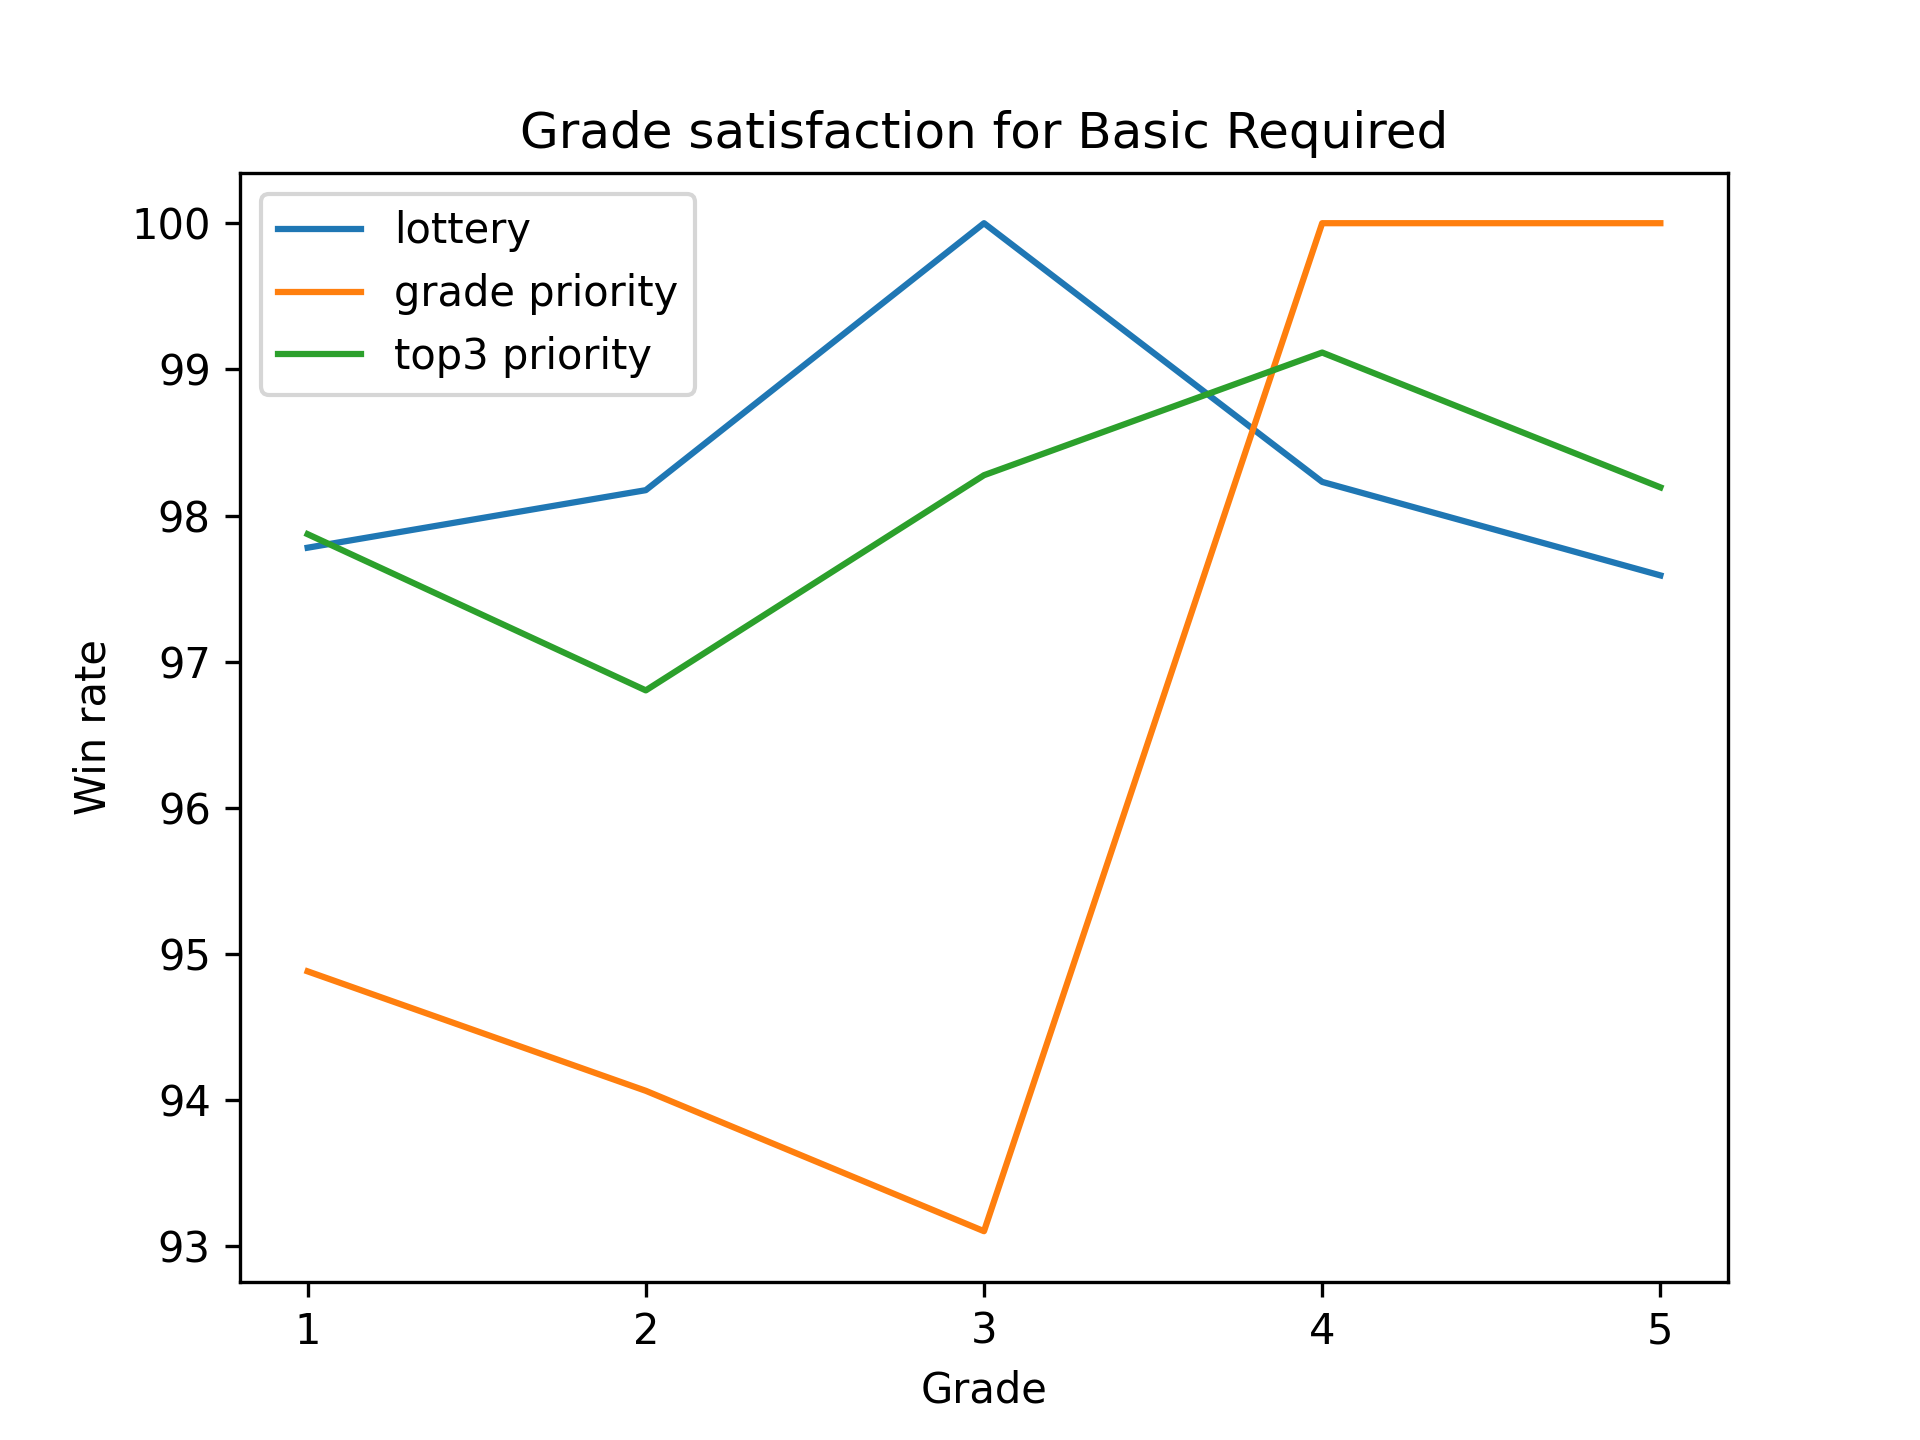 Grade satisfaction for Basic Required
lottery
grade priority
top3 priority
100
99
98
97
96
95
94
93
Win rate
1 2 3 4 5
Grade